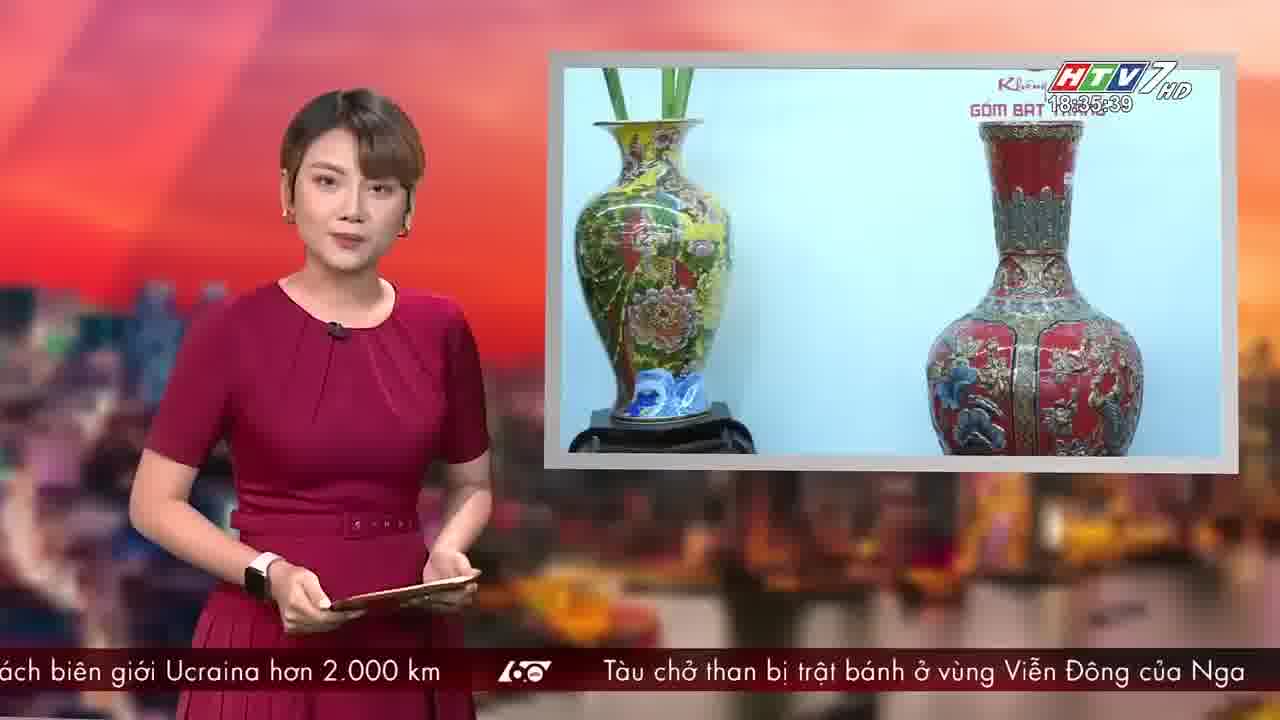 HTV7 HD
18:35:39
GỐM BÁT
ách biên giới Ucraina hơn 2.000 km
60 Tàu chở than bị trật bánh ở vùng Viễn Đông của Nga